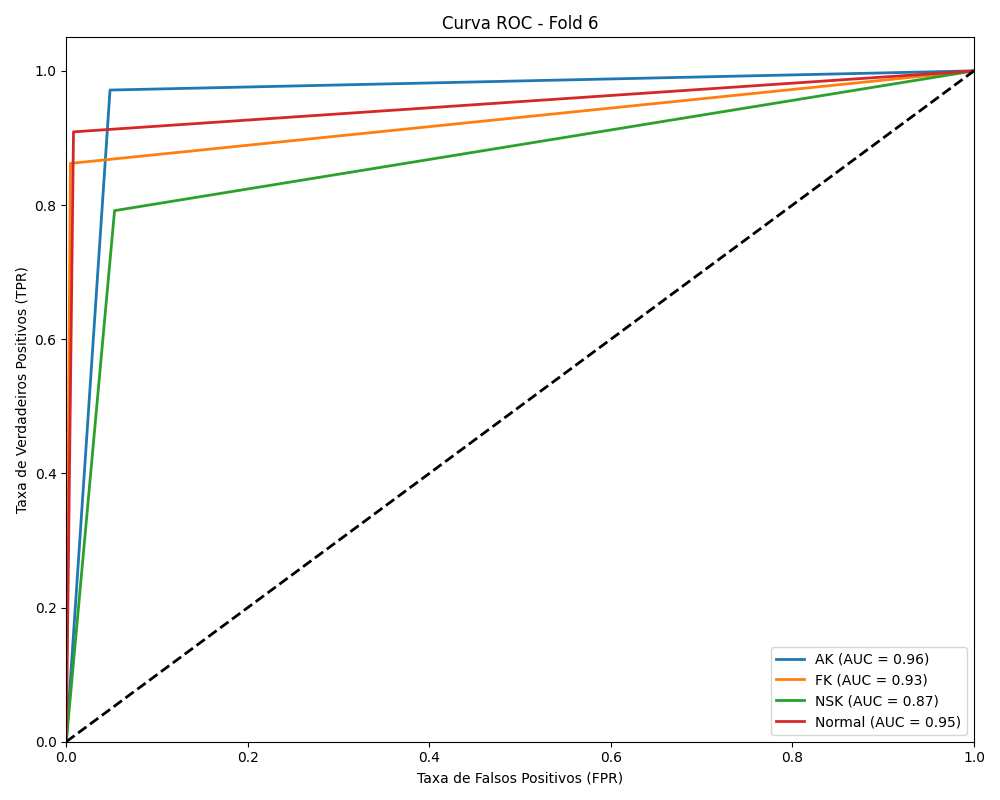 Curva ROC - Fold 6
Taxa de Verdadeiros Positivos (TPR)
1.0
0.8
0.6
0.4
0.2
0.0
0.0 0.2 0.4 0.6 0.8 1.0
Taxa de Falsos Positivos (FPR)
AK (AUC = 0.96)
FK (AUC = 0.93)
NSK (AUC = 0.87)
Normal (AUC = 0.95)